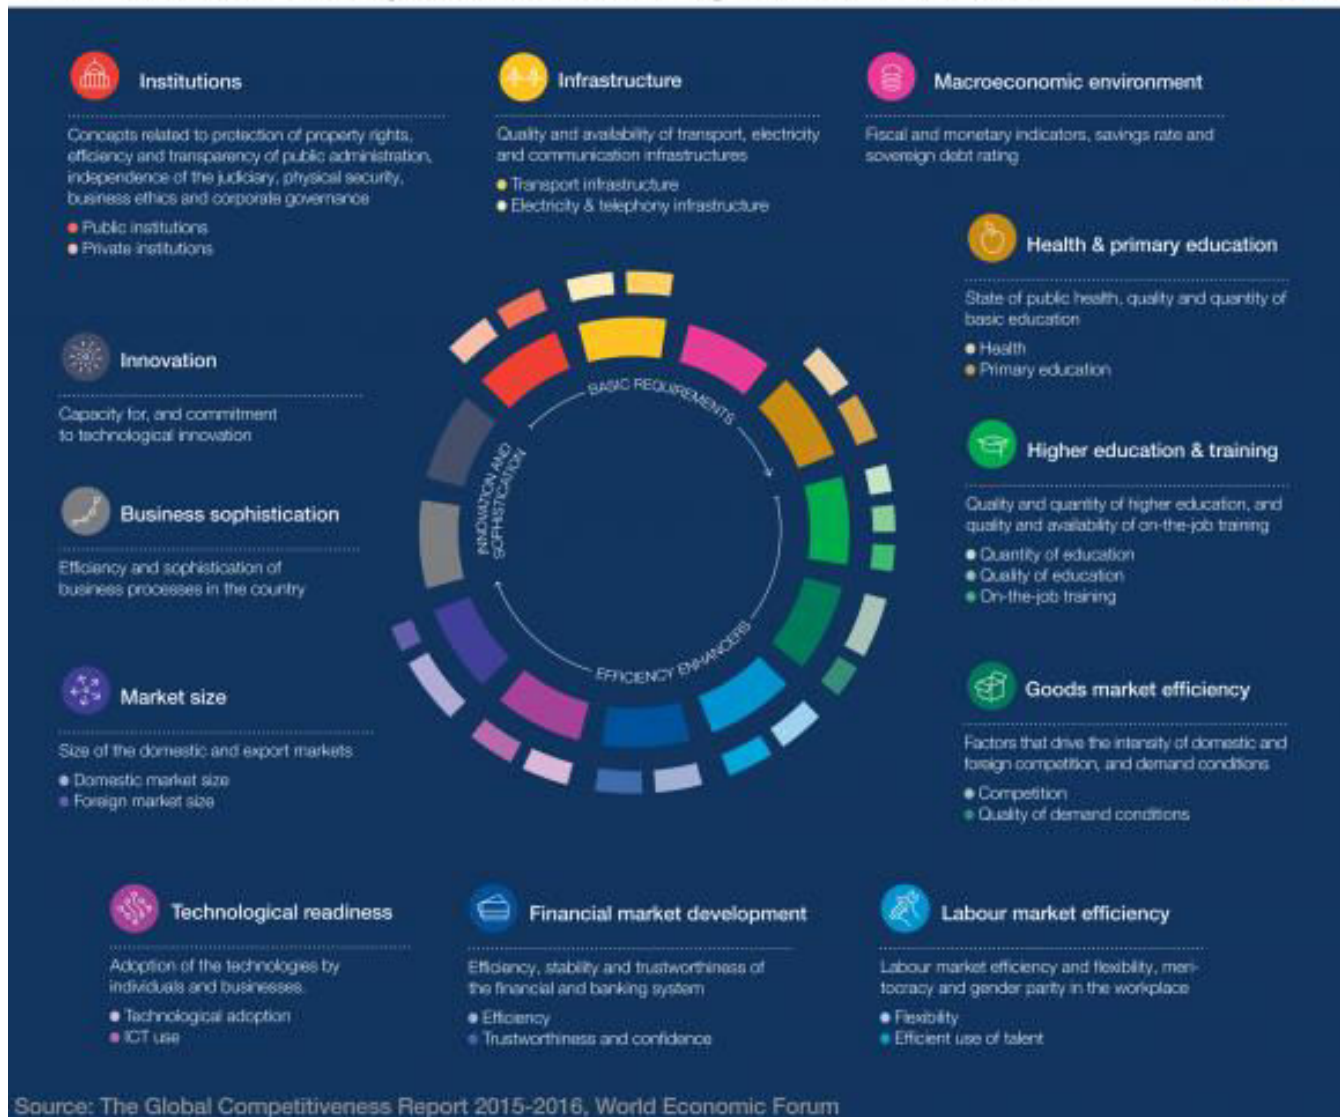 Institutions
Concepts related to protection of property rights,
efficiency and transparency of public administration,
independence of the judiciary, physical security,
business ethics and corporate governance
Public institutions
Private institutions
Infrastructure
Quality and availability of transport, electricity
and communication infrastructures
Transport infrastructure
Electricity & telephony infrastructure
Macroeconomic environment
Fiscal and monetary indicators, savings rate and
sovereign debt rating
Health & primary education
State of public health, quality and quantity of
basic education
Health
Primary education
Innovation
Capacity for, and commitment
to technological innovation
BASIC REQUIREMENTS
INNOVATION AND
SOPHISTICATION
EFFICIENCY ENHANCERS
Higher education & training
Quality and quantity of higher education, and
quality and availability of on-the-job training
Quantity of education
Quality of education
On-the-job training
Business sophistication
Efficiency and sophistication of
business processes in the country
Market size
Size of the domestic and export markets
Domestic market size
Foreign market size
Goods market efficiency
Factors that drive the intensity of domestic and
foreign competition, and demand conditions
Competition
Quality of demand conditions
Technological readiness
Adoption of the technologies by
individuals and businesses.
Technological adoption
ICT use
Financial market development
Efficiency, stability and trustworthiness of
the financial and banking system
Efficiency
Trustworthiness and confidence
Labour market efficiency
Labour market efficiency and flexibility, meri-
tocracy and gender parity in the workplace
Flexibility
Efficient use of talent
Source: The Global Competitiveness Report 2015-2016, World Economic Forum